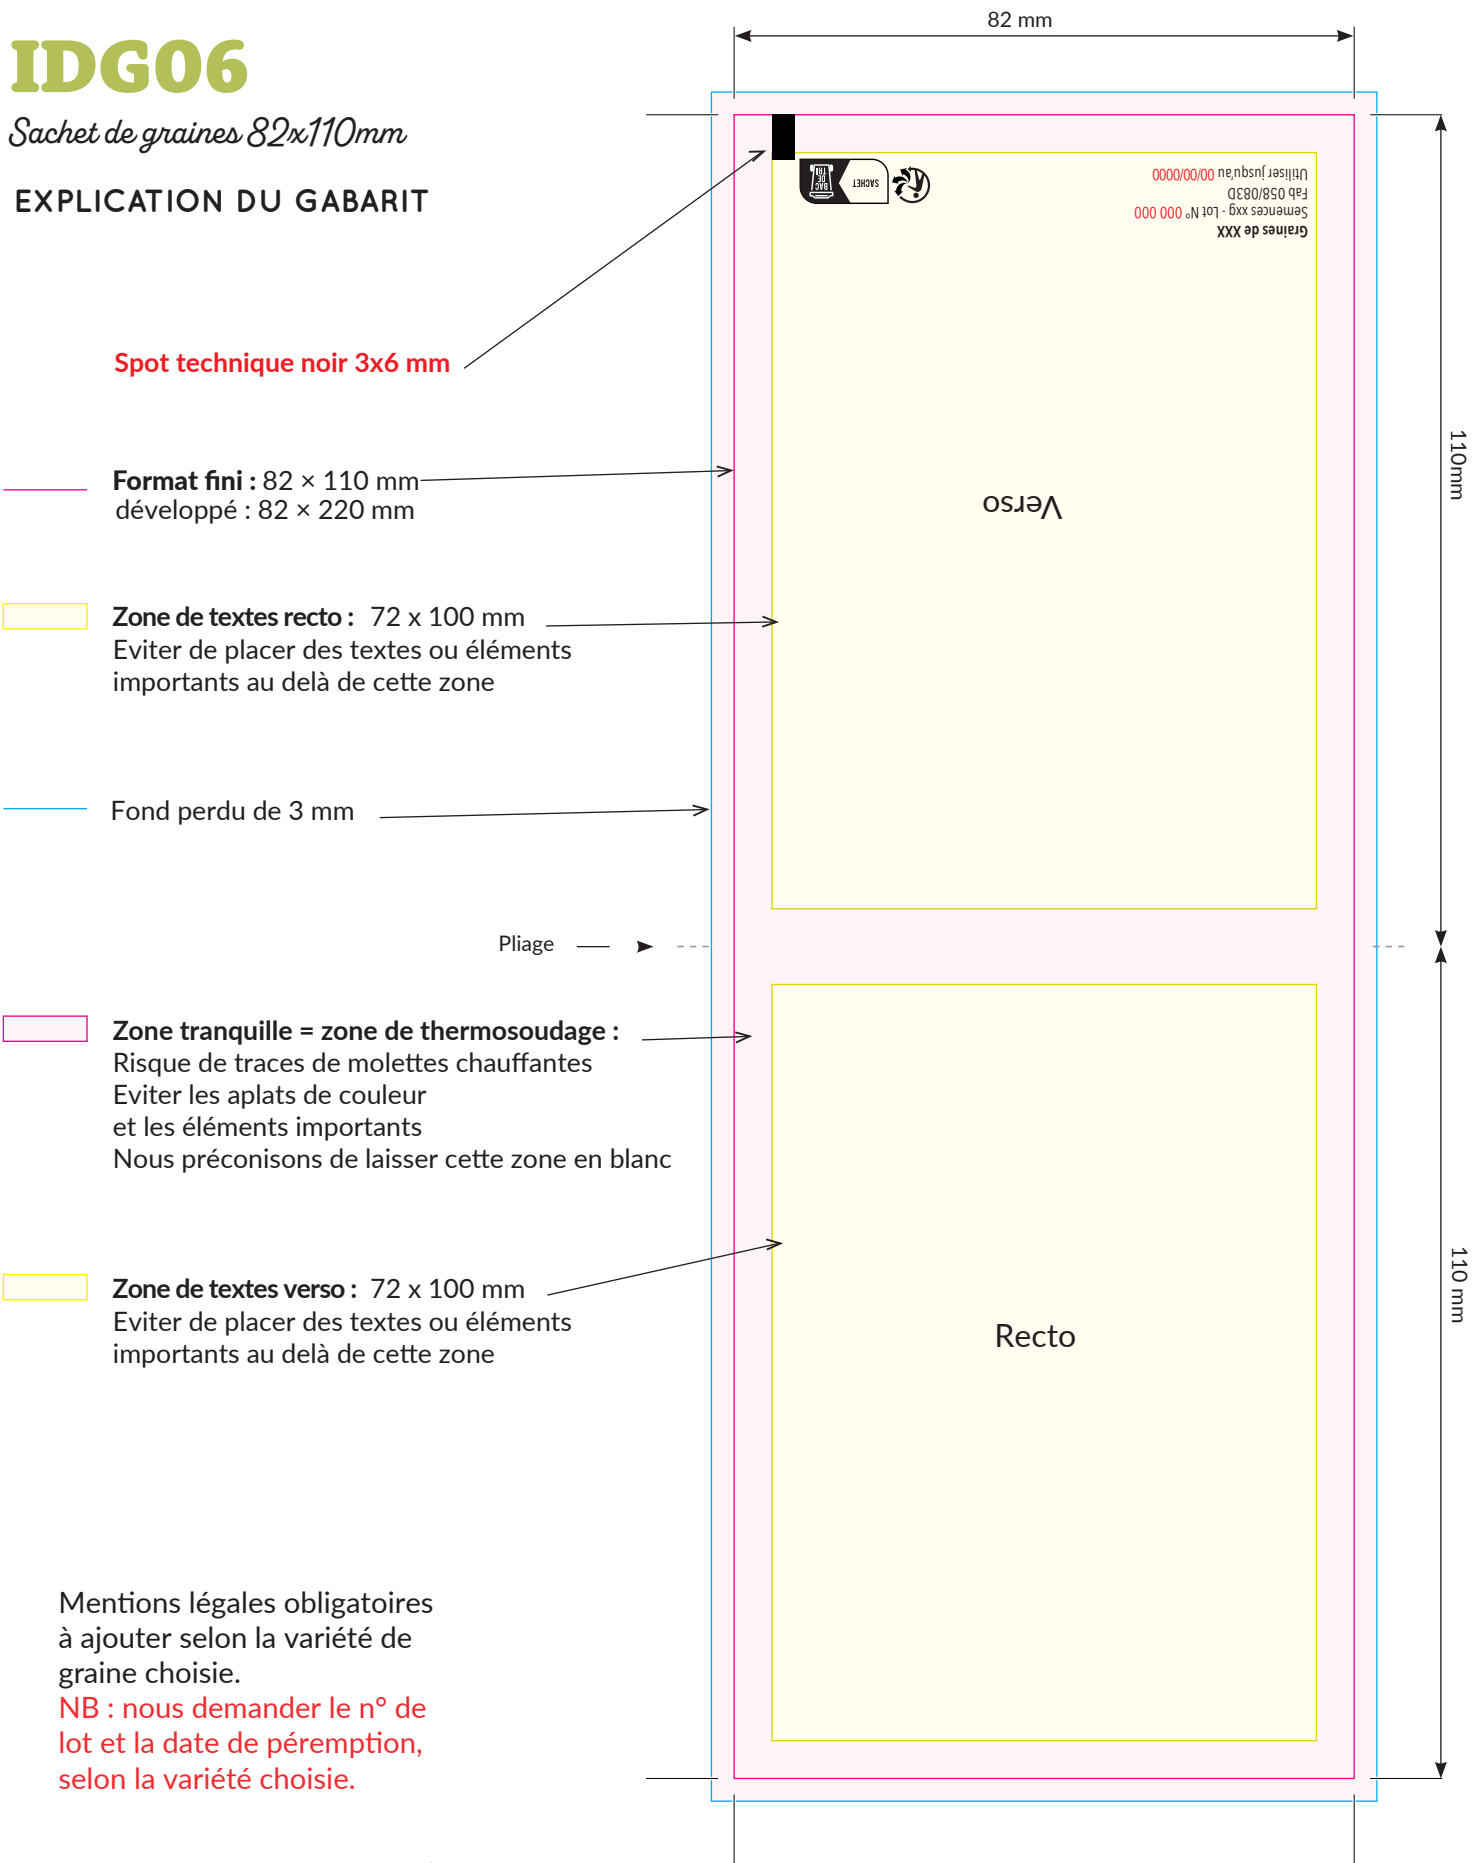 82 mm
IDG06
Sachet de graines 82x110mm
EXPLICATION DU GABARIT
Spot technique noir 3x6 mm
Format fini : 82 × 110 mm
développé : 82 × 220 mm
Zone de textes recto : 72 x 100 mm
Eviter de placer des textes ou éléments
importants au delà de cette zone
Fond perdu de 3 mm
Pliage
Zone tranquille = zone de thermosoudage :
Risque de traces de molettes chauffantes
Eviter les aplats de couleur
et les éléments importants
Nous préconisons de laisser cette zone en blanc
Zone de textes verso : 72 x 100 mm
Eviter de placer des textes ou éléments
importants au delà de cette zone
Mentions légales obligatoires
à ajouter selon la variété de
graine choisie.
NB : nous demander le n° de
lot et la date de péremption,
selon la variété choisie.
Graines de XXX
Semences xxg - Lot N° 000 000
Fab 058/083D
Utiliser jusqu'au 00/00/0000
SACHET
BAC
DE
TRI
Verso
110mm
Recto
110 mm